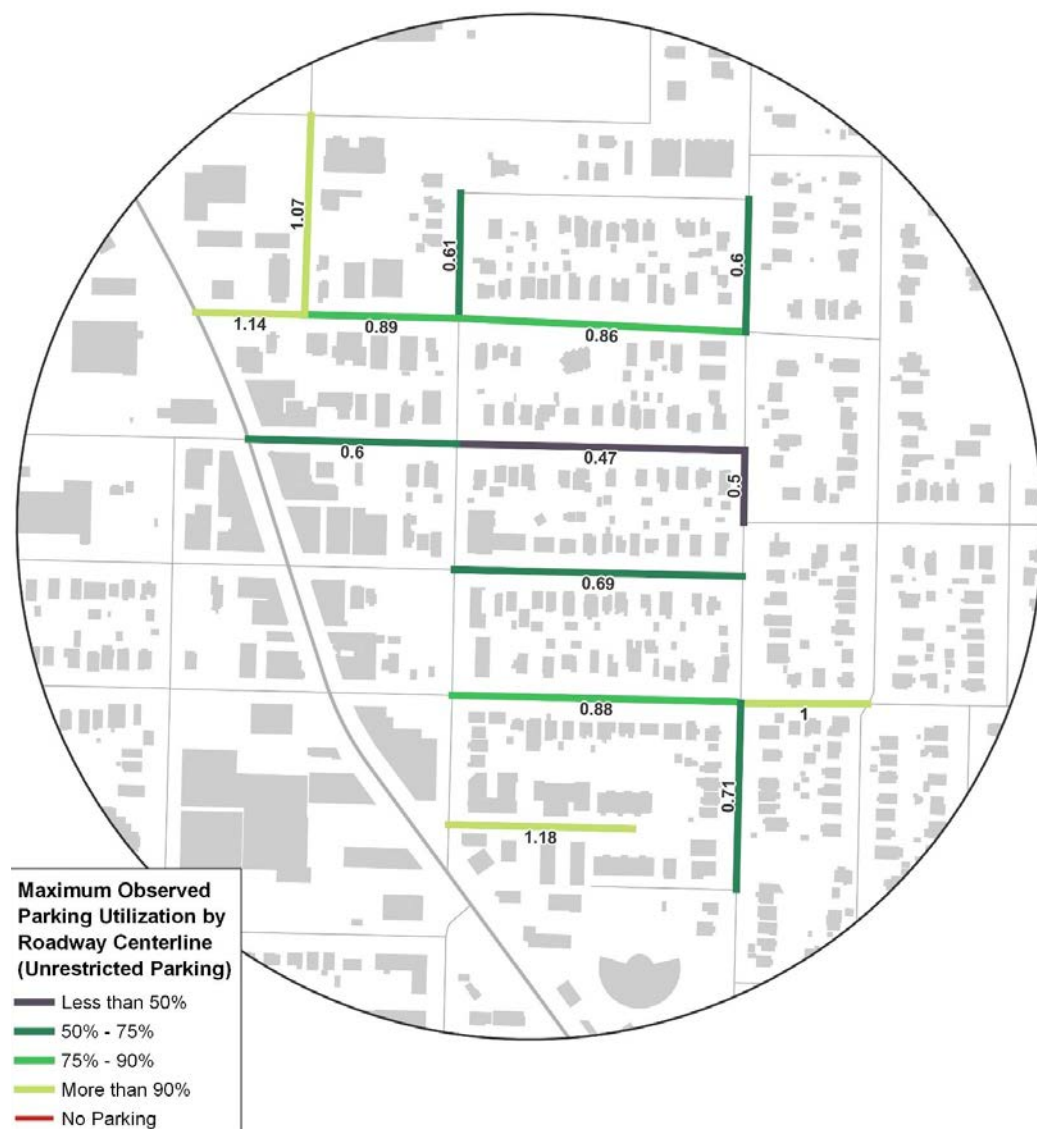 1.07
0.61
0.6
1.14
0.89
0.86
0.6
0.47
0.5
0.69
0.88
1
0.71
1.18
Maximum Observed
Parking Utilization by
Roadway Centerline
(Unrestricted Parking)
Less than 50%
50% - 75%
75% - 90%
More than 90%
No Parking